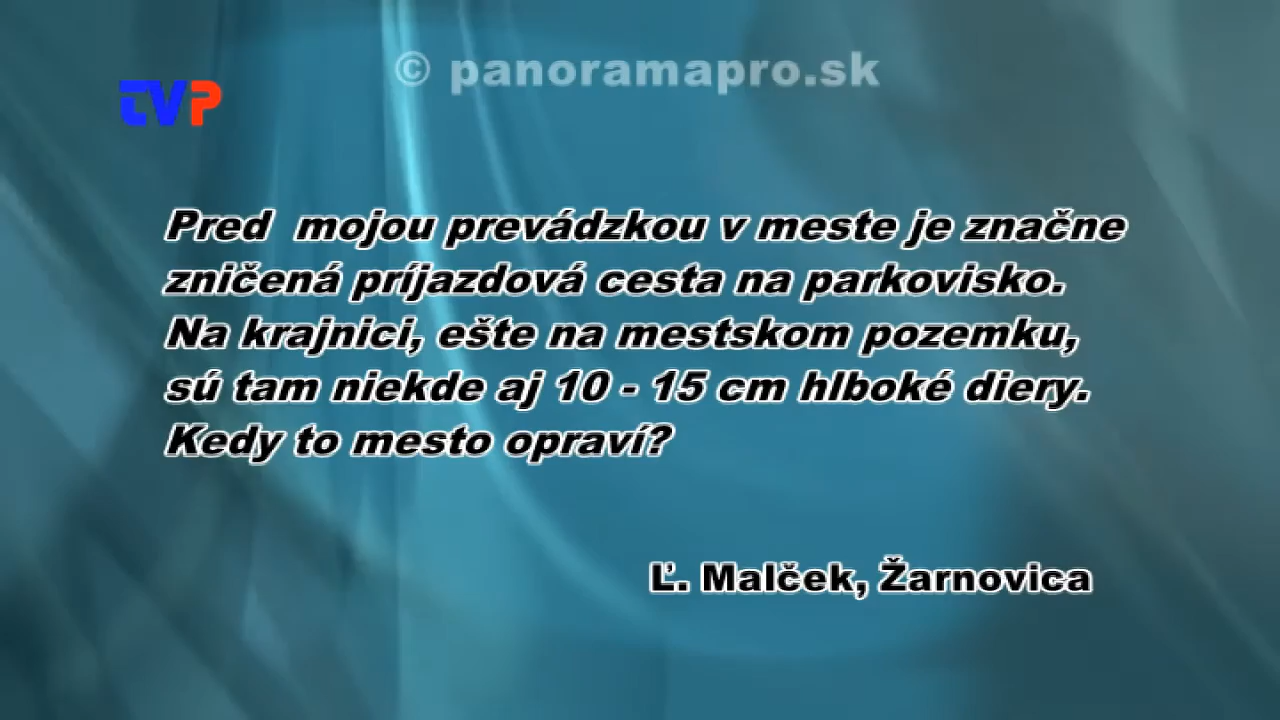 © panoramapro.sk
TVP
Pred mojou prevádzkou v meste je značne
zničená príjazdová cesta na parkovisko.
Na krajnici, ešte na mestskom pozemku,
sú tam niekde aj 10 - 15 cm hlboké diery.
Kedy to mesto opraví?
Ľ. Malček, Žarnovica